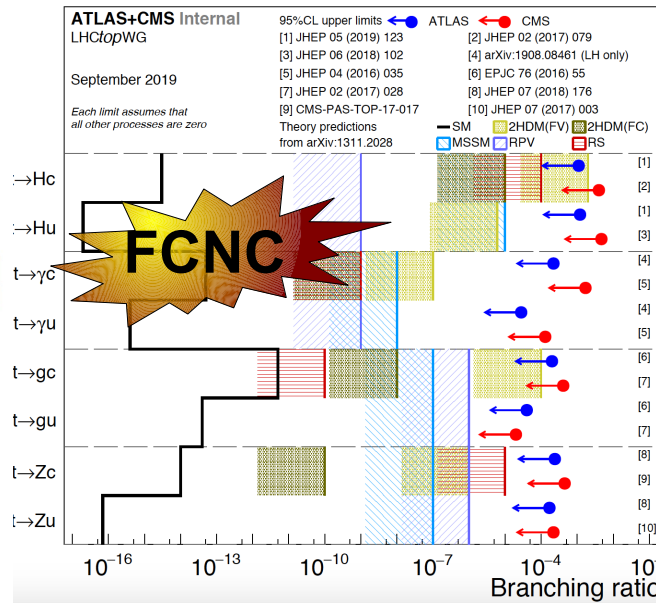 ATLAS+CMS Internal
LHCtopWG
September 2019
Each limit assumes that
all other processes are zero
95%CL upper limits ATLAS CMS
[1] JHEP 05 (2019) 123 [2] JHEP 02 (2017) 079
[3] JHEP 06 (2018) 102 [4] arXiv:1908.08461 (LH only)
[5] JHEP 04 (2016) 035 [6] EPJC 76 (2016) 55
[7] JHEP 02 (2017) 028 [8] JHEP 07 (2018) 176
[9] CMS-PAS-TOP-17-017 [10] JHEP 07 (2017) 003
Theory predictions
from arXiv:1311.2028
SM 2HDM(FV) 2HDM(FC)
MSSM RPV RS
t→Hc [1]
[2]
t→Hu [1]
[3]
FCNC
t→γc [4]
[5]
t→γu [4]
[5]
t→gc [6]
[7]
t→gu [6]
[7]
t→Zc [8]
[9]
t→Zu [8]
[10]
10⁻¹⁶ 10⁻¹³ 10⁻¹⁰ 10⁻⁷ 10⁻⁴
Branching ratio